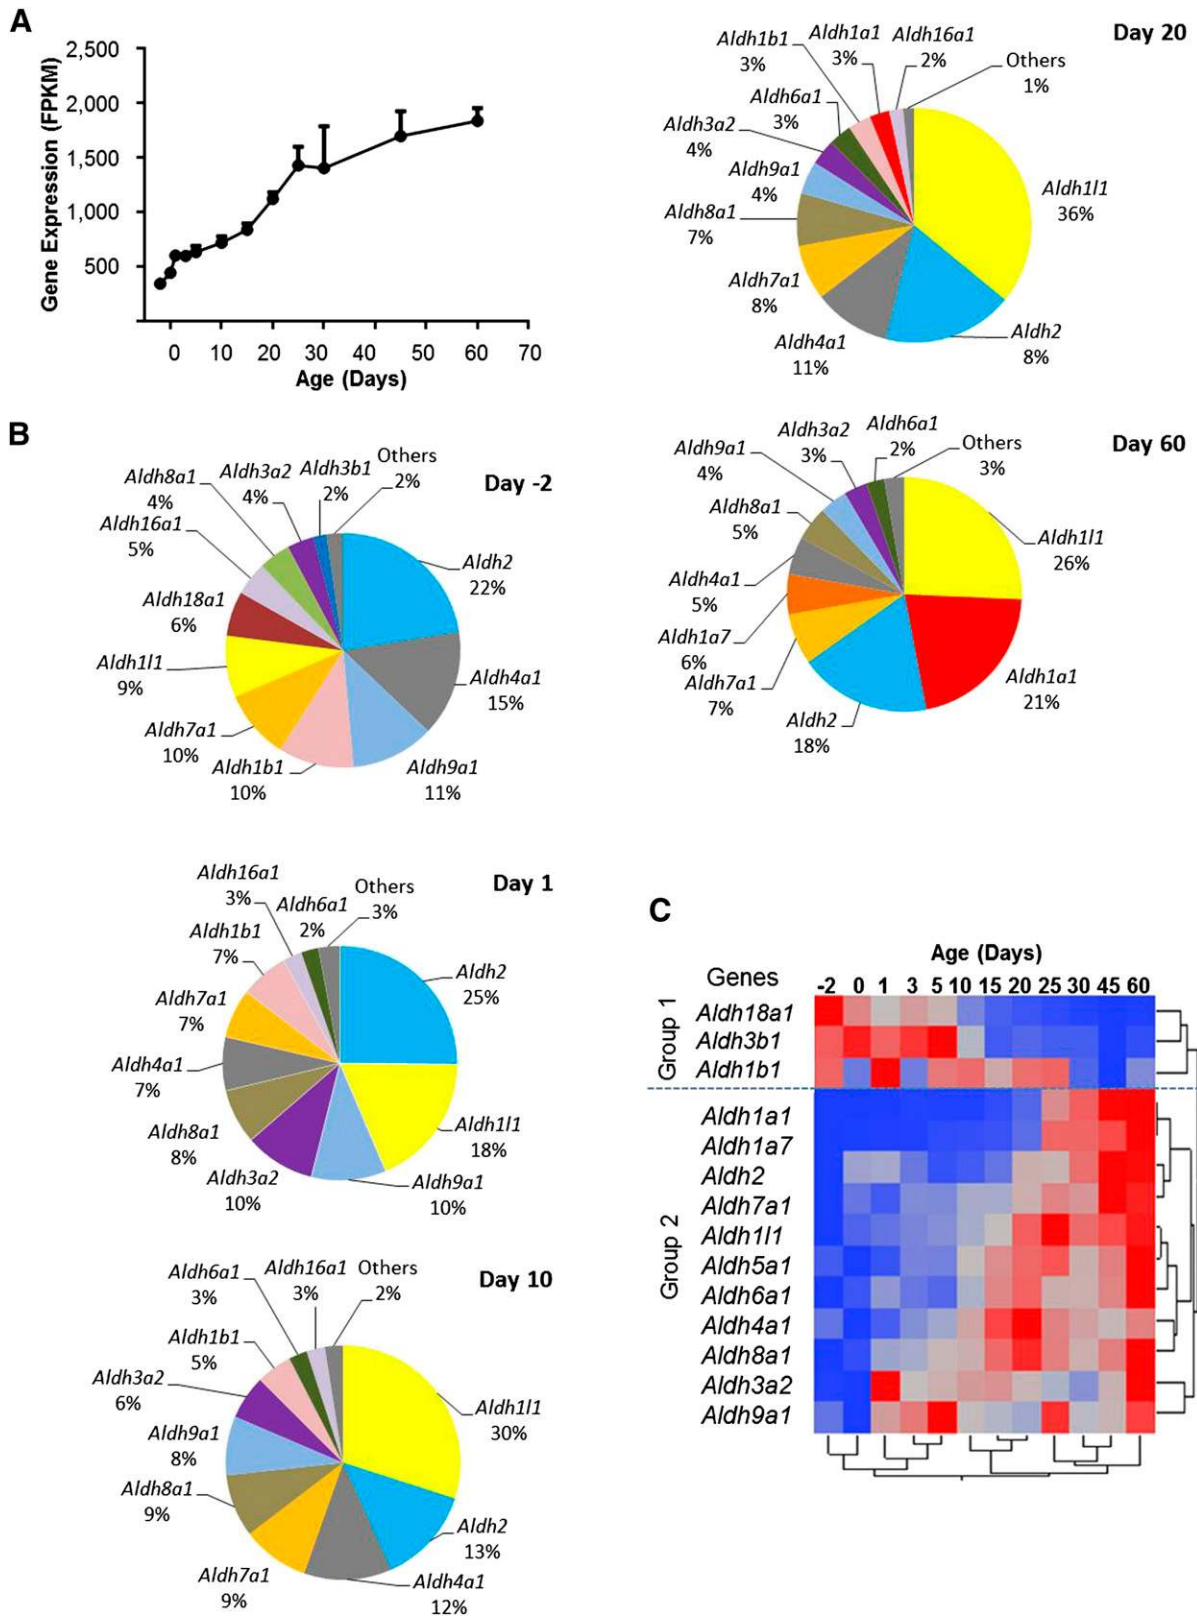 A
2,500
2,000
1,500
1,000
500
Gene Expression (FPKM)
0 10 20 30 40 50 60 70
Age (Days)
B
Day -2
Aldh8a1
4%
Aldh3a2
4%
Aldh3b1
2%
Others
2%
Aldh16a1
5%
Aldh2
22%
Aldh18a1
6%
Aldh1l1
9%
Aldh4a1
15%
Aldh7a1
10%
Aldh1b1
10%
Aldh9a1
11%
Day 1
Aldh16a1
3%
Aldh6a1
2%
Others
3%
Aldh1b1
7%
Aldh2
25%
Aldh7a1
7%
Aldh4a1
7%
Aldh1l1
18%
Aldh8a1
8%
Aldh3a2
10%
Aldh9a1
10%
Day 10
Aldh6a1
3%
Aldh16a1
3%
Others
2%
Aldh1b1
5%
Aldh3a2
6%
Aldh1l1
30%
Aldh9a1
8%
Aldh8a1
9%
Aldh2
13%
Aldh7a1
9%
Aldh4a1
12%
Day 20
Aldh1b1
3%
Aldh1a1
3%
Aldh16a1
2%
Others
1%
Aldh6a1
3%
Aldh3a2
4%
Aldh9a1
4%
Aldh1l1
36%
Aldh8a1
7%
Aldh7a1
8%
Aldh4a1
11%
Aldh2
8%
Day 60
Aldh9a1
4%
Aldh3a2
3%
Aldh6a1
2%
Others
3%
Aldh8a1
5%
Aldh1l1
26%
Aldh4a1
5%
Aldh1a7
6%
Aldh7a1
7%
Aldh1a1
21%
Aldh2
18%
C
Age (Days)
Genes
-2 0 1 3 5 10 15 20 25 30 45 60
Group 1
Aldh18a1
Aldh3b1
Aldh1b1
Group 2
Aldh1a1
Aldh1a7
Aldh2
Aldh7a1
Aldh1l1
Aldh5a1
Aldh6a1
Aldh4a1
Aldh8a1
Aldh3a2
Aldh9a1